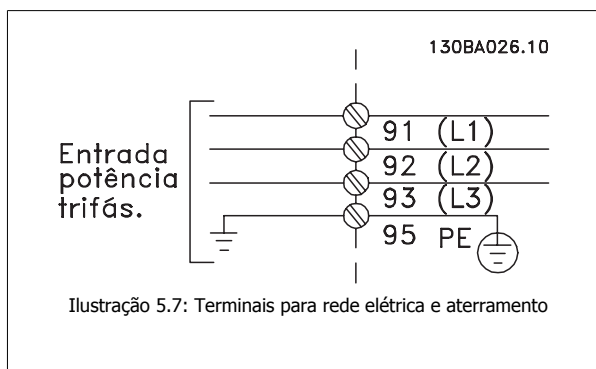 130BA026.10
Entrada
potência
trifás.
91 (L1)
92 (L2)
93 (L3)
95 PE
Ilustração 5.7: Terminais para rede elétrica e aterramento